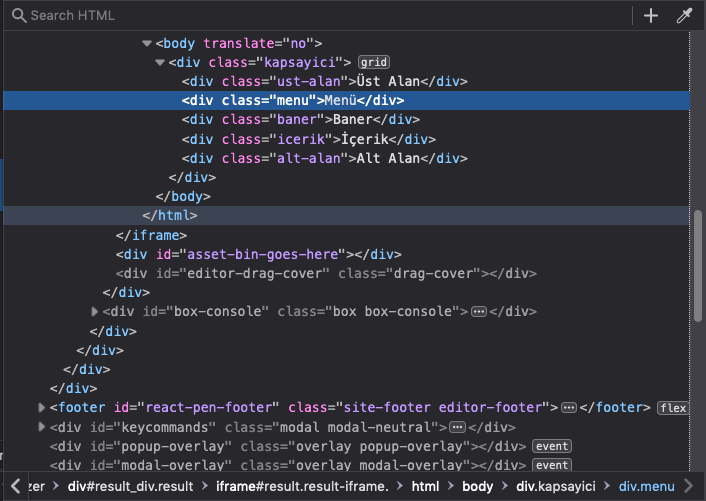 Search HTML
<body translate="no">
<div class="kapsayici"> grid
<div class="ust-alan">Üst Alan</div>
<div class="menu">Menü</div>
<div class="baner">Baner</div>
<div class="icerik">İçerik</div>
<div class="alt-alan">Alt Alan</div>
</div>
</body>
</html>
</iframe>
<div id="asset-bin-goes-here"></div>
<div id="editor-drag-cover" class="drag-cover"></div>
</div>
<div id="box-console" class="box box-console">⋯</div>
</div>
</div>
</div>
</div>
<footer id="react-pen-footer" class="site-footer editor-footer">⋯</footer> flex
<div id="keycommands" class="modal modal-neutral">⋯</div>
<div id="popup-overlay" class="overlay popup-overlay"></div> event
<div id="modal-overlay" class="overlay modal-overlay"></div> event
zer > div#result_div.result > iframe#result.result-iframe. > html > body > div.kapsayici > div.menu